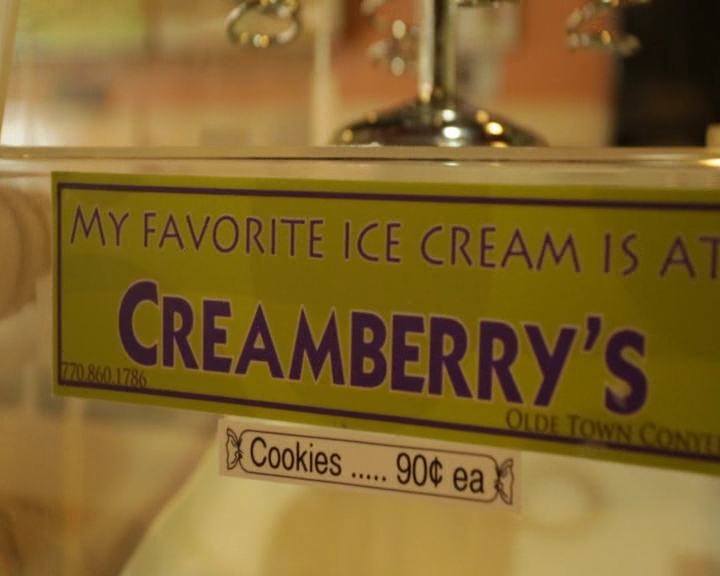 MY FAVORITE ICE CREAM IS AT
CREAMBERRY'S
770.860.1786
OLDE TOWN
Cookies ..... 90¢ ea